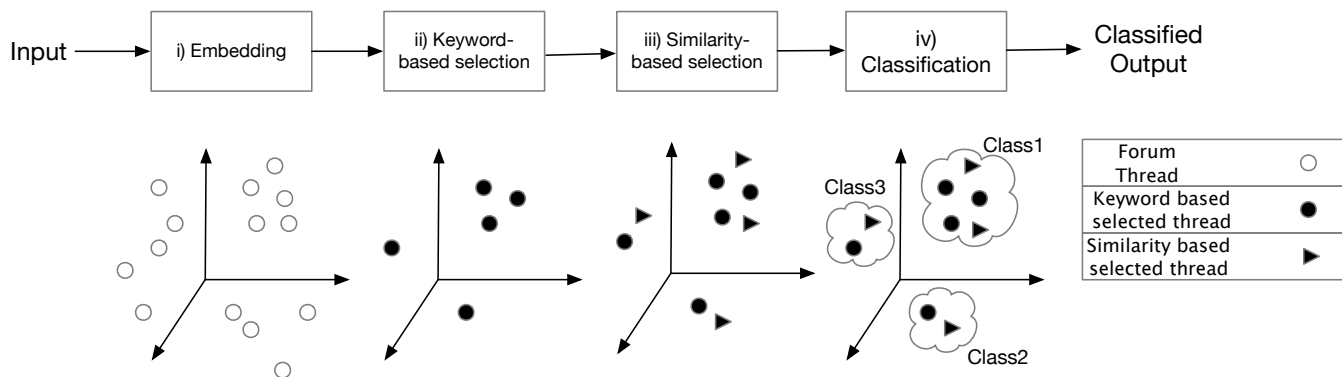 Input
i) Embedding
ii) Keyword-
based selection
iii) Similarity-
based selection
iv)
Classification
Classified
Output
Class1
Class3
Class2
Forum
Thread
Keyword based
selected thread
Similarity based
selected thread